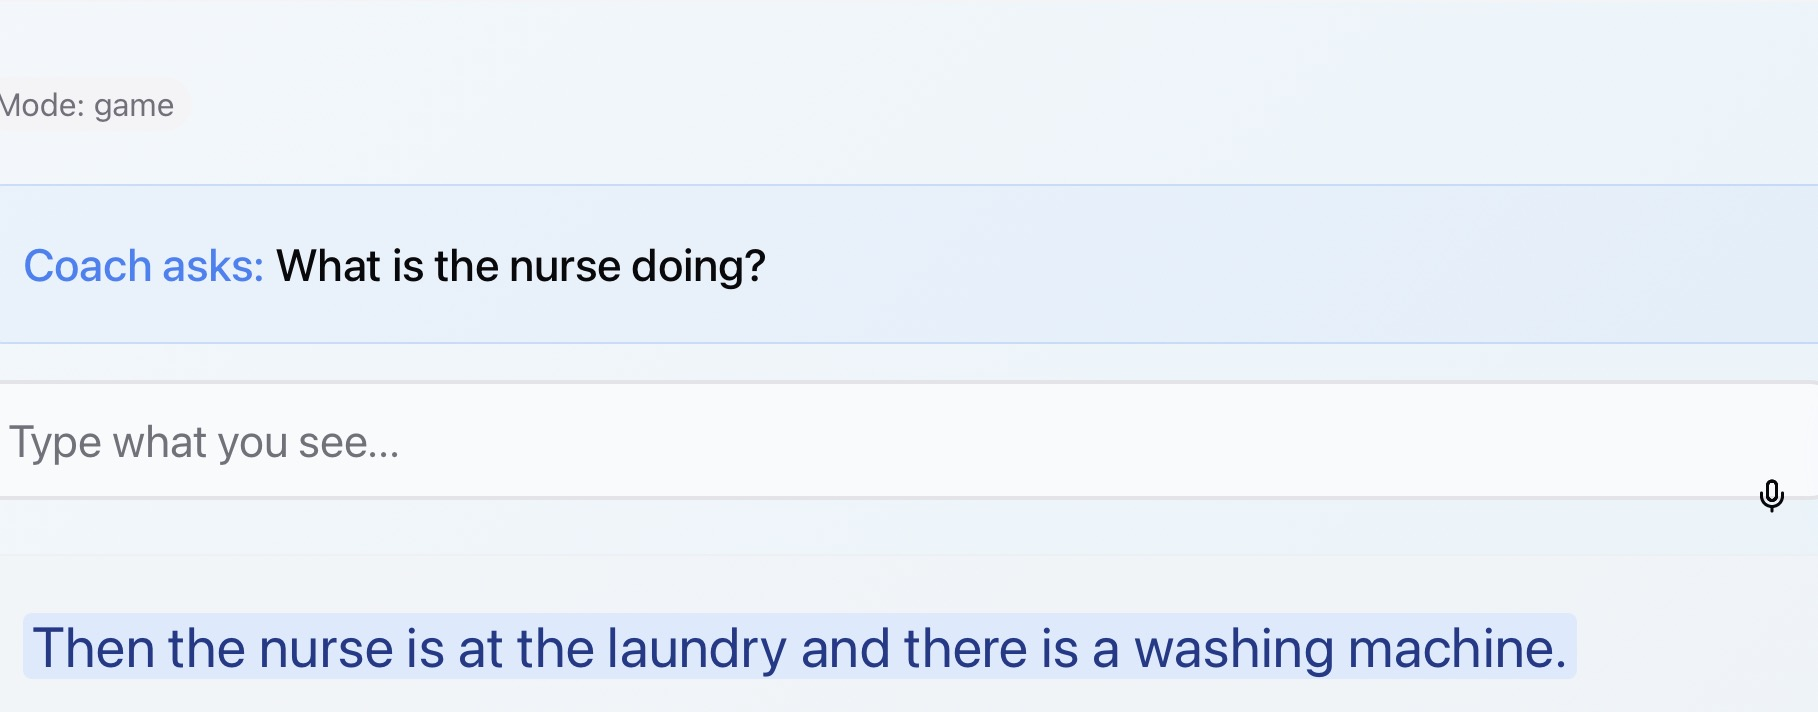 Mode: game
Coach asks: What is the nurse doing?
Type what you see...
Then the nurse is at the laundry and there is a washing machine.